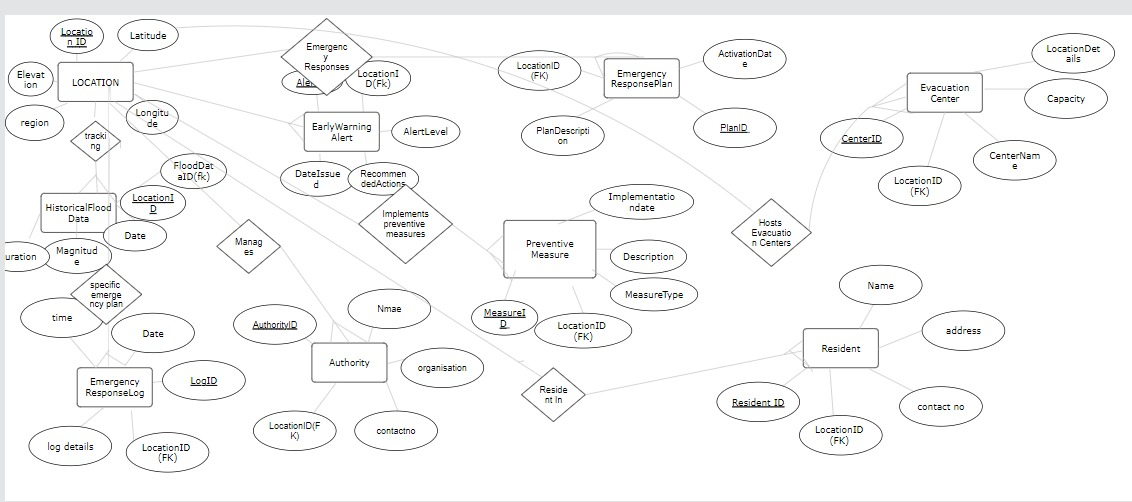 Locatio
n ID
Latitude
Elevat
ion
LOCATION
region
Longitu
de
tracki
ng
FloodDat
aID(fk)
HistoricalFlood
Data
LocationI
D
Date
uration
Magnitud
e
specific
emerge
ncy plan
time
Date
Emergency
ResponseLog
LogID
log details
LocationID
(FK)
Emergenc
y
Responses
LocationI
D(Fk)
EarlyWarning
Alert
AlertLevel
DateIssue
d
Recommen
dedActions
Manag
es
Implements
preventive
measures
AuthorityID
Nmae
Authority
organisation
LocationID(F
K)
contactno
LocationID
(FK)
Emergency
ResponsePlan
ActivationDat
e
PlanDescripti
on
PlanID
Implementatio
ndate
Preventive
Measure
Description
MeasureType
MeasureI
D
LocationID
(FK)
Reside
nt In
Hosts
Evacuatio
n Centers
LocationDet
ails
Evacuation
Center
Capacity
CenterID
CenterNam
e
LocationID
(FK)
Name
Resident
address
Resident ID
contact no
LocationID
(FK)